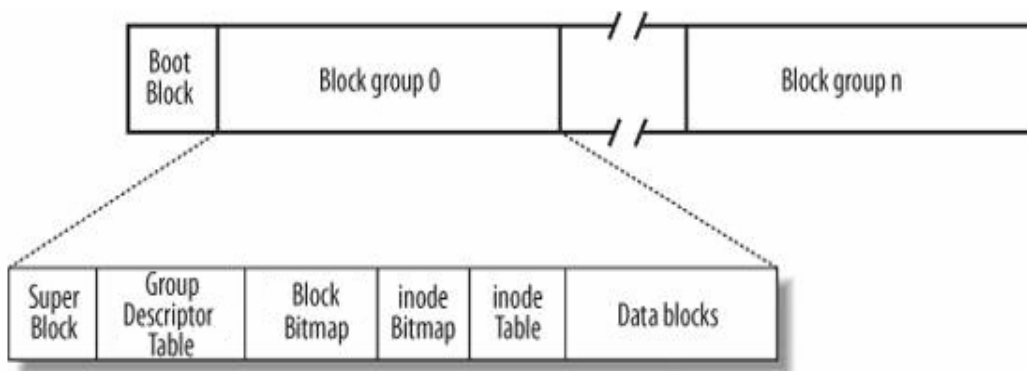 Boot
Block
Block group 0
Block group n
Super
Block
Group
Descriptor
Table
Block
Bitmap
inode
Bitmap
inode
Table
Data blocks